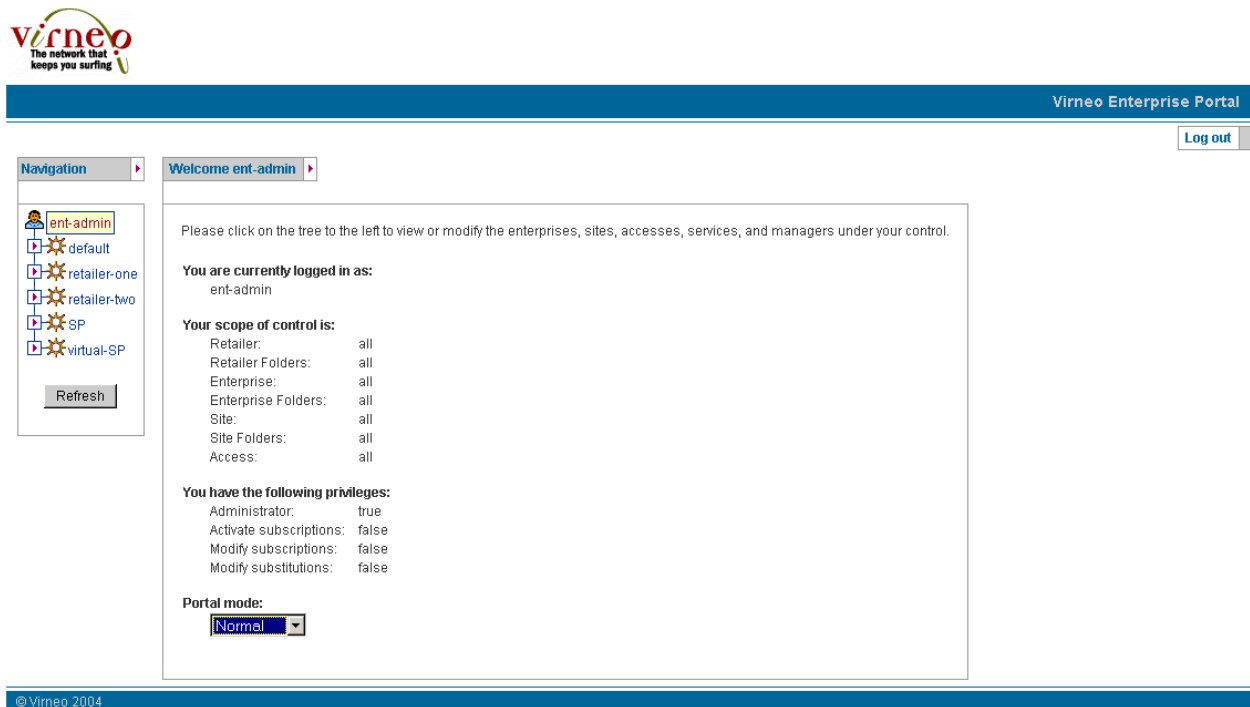 Virneo
The network that
keeps you surfing
Virneo Enterprise Portal
Log out
Navigation
Welcome ent-admin
ent-admin
default
retailer-one
retailer-two
SP
virtual-SP
Refresh
Please click on the tree to the left to view or modify the enterprises, sites, accesses, services, and managers under your control.
You are currently logged in as:
ent-admin
Your scope of control is:
Retailer: all
Retailer Folders: all
Enterprise: all
Enterprise Folders: all
Site: all
Site Folders: all
Access: all
You have the following privileges:
Administrator: true
Activate subscriptions: false
Modify subscriptions: false
Modify substitutions: false
Portal mode:
Normal
© Virneo 2004